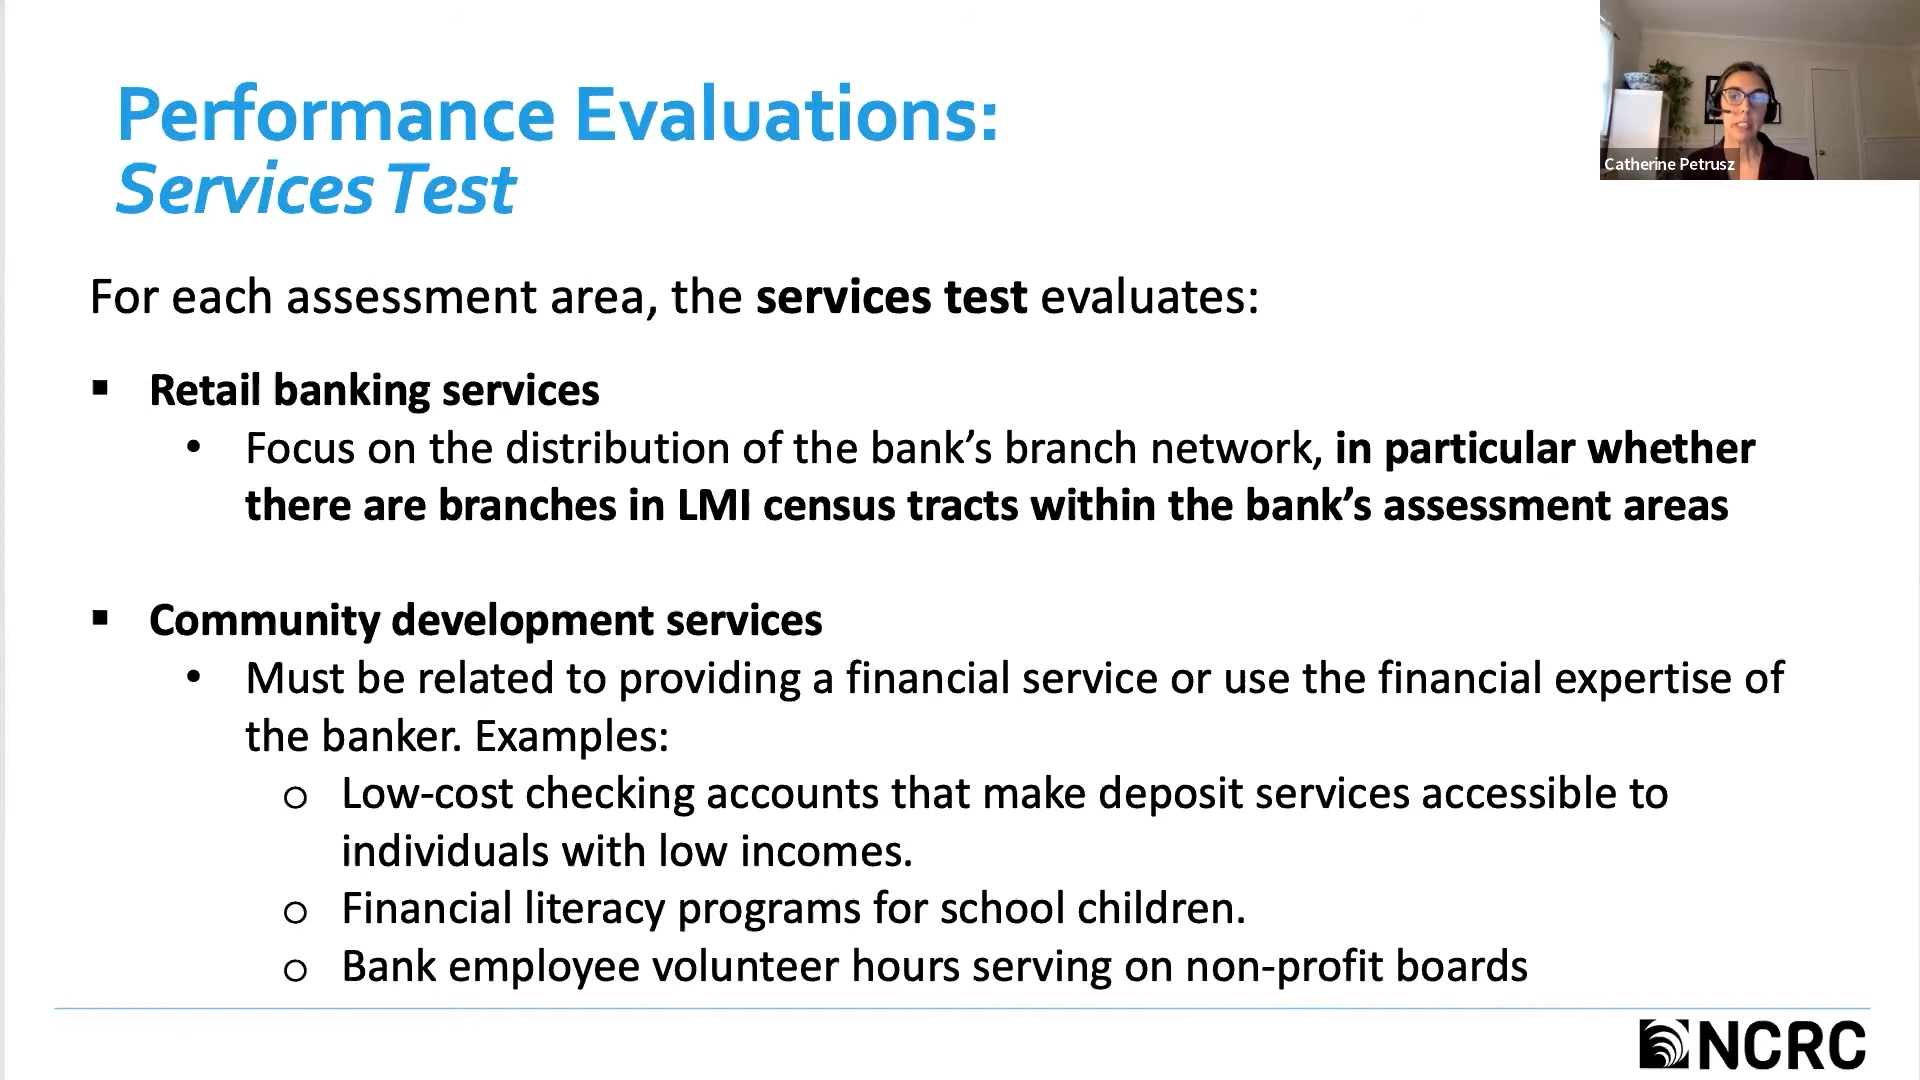 Performance Evaluations:
Services Test
Catherine Petrusz
For each assessment area, the services test evaluates:
▪ Retail banking services
• Focus on the distribution of the bank’s branch network, in particular whether
there are branches in LMI census tracts within the bank’s assessment areas
▪ Community development services
• Must be related to providing a financial service or use the financial expertise of
the banker. Examples:
o Low-cost checking accounts that make deposit services accessible to
individuals with low incomes.
o Financial literacy programs for school children.
o Bank employee volunteer hours serving on non-profit boards
NCRC